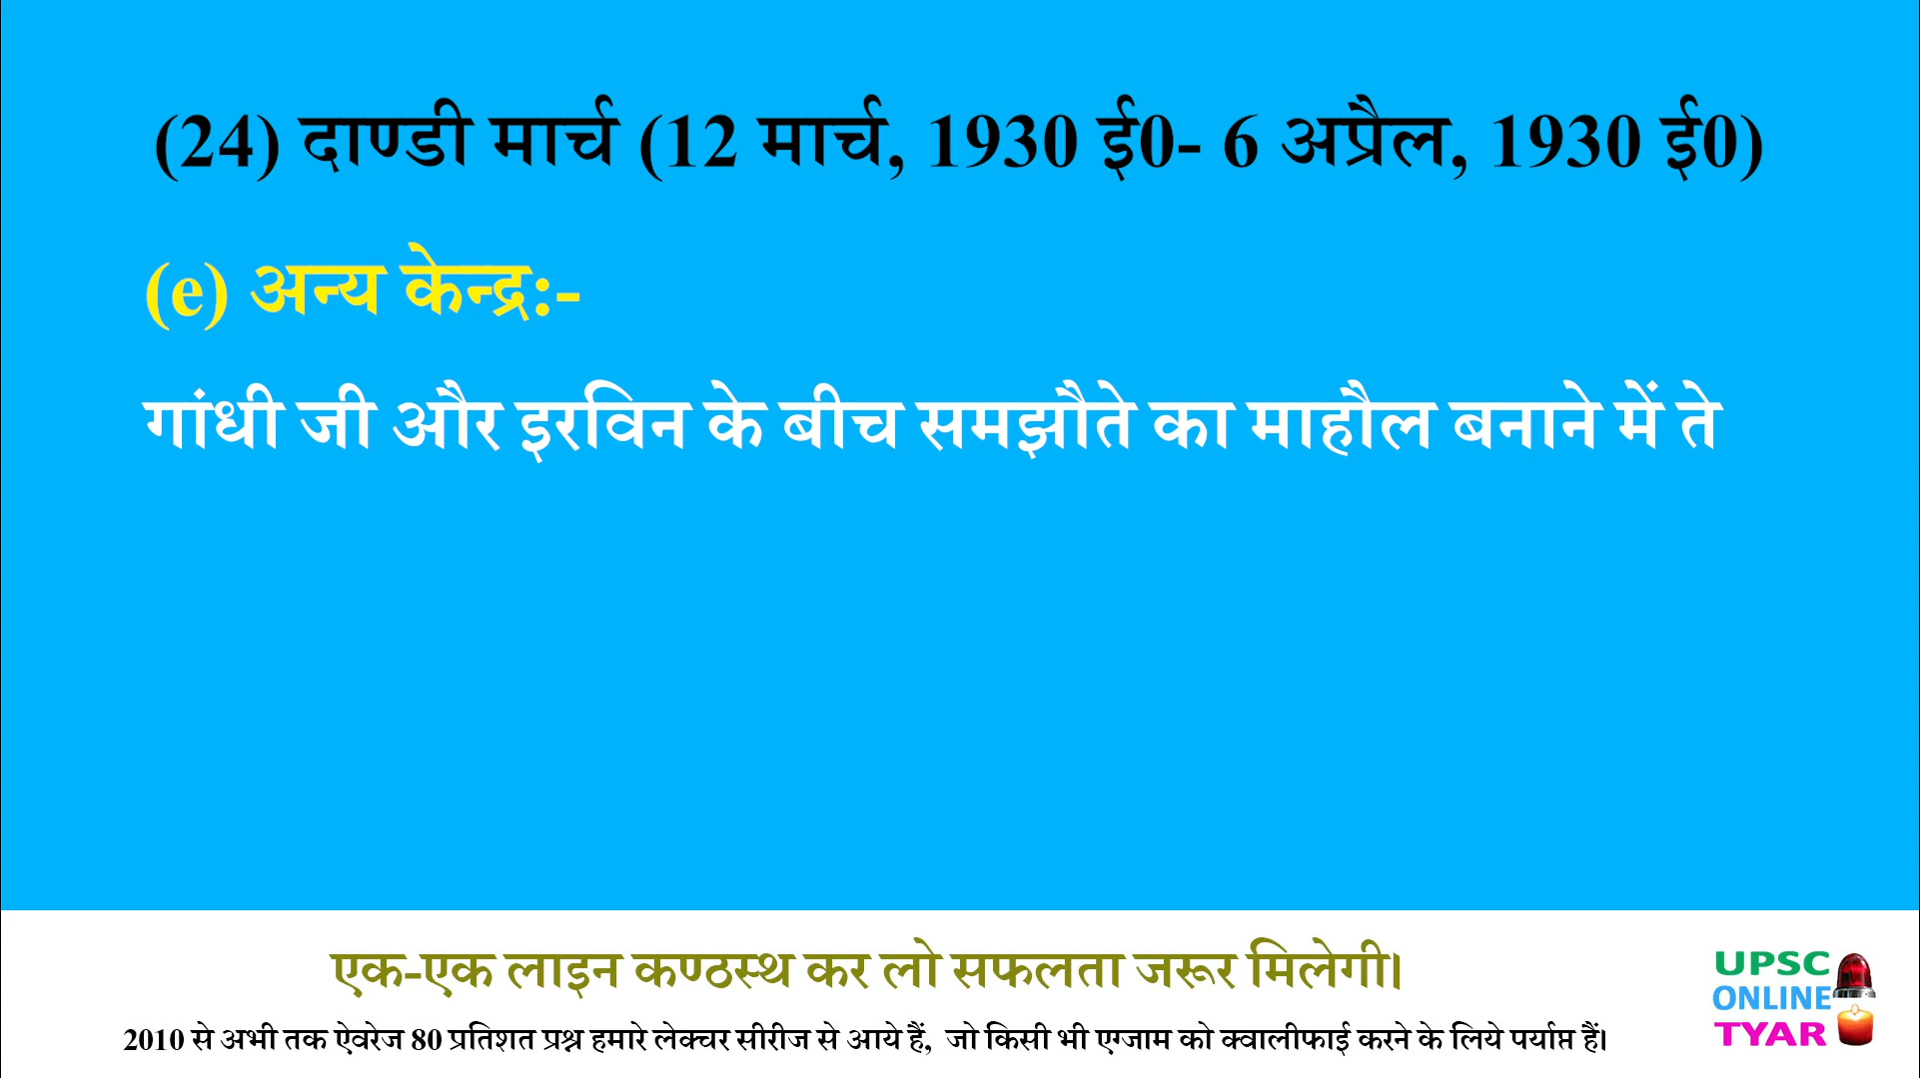 (24) दाण्डी मार्च (12 मार्च, 1930 ई0- 6 अप्रैल, 1930 ई0)
(e) अन्य केन्द्र:-
गांधी जी और इरविन के बीच समझौते का माहौल बनाने में ते
एक-एक लाइन कण्ठस्थ कर लो सफलता जरूर मिलेगी।
2010 से अभी तक ऐवरेज 80 प्रतिशत प्रश्न हमारे लेक्चर सीरीज से आये हैं, जो किसी भी एग्जाम को क्वालीफाई करने के लिये पर्याप्त हैं।
UPSC
ONLINE
TYAR